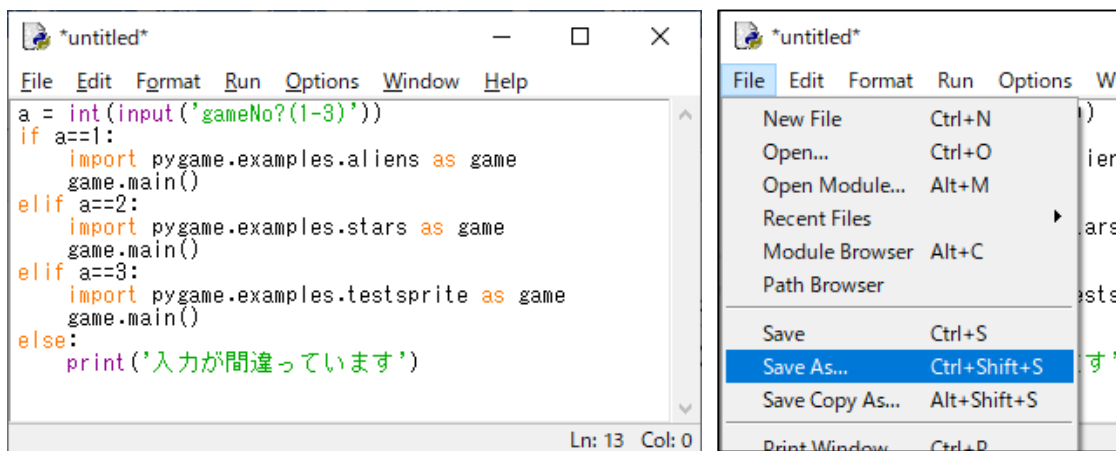 *untitled*
File Edit Format Run Options Window Help
a = int(input('gameNo?(1-3)'))
if a==1:
    import pygame.examples.aliens as game
    game.main()
elif a==2:
    import pygame.examples.stars as game
    game.main()
elif a==3:
    import pygame.examples.testsprite as game
    game.main()
else:
    print('入力が間違っています')
Ln: 13 Col: 0
*untitled*
File Edit Format Run Options W
New File Ctrl+N
Open... Ctrl+O
Open Module... Alt+M
Recent Files
Module Browser Alt+C
Path Browser
Save Ctrl+S
Save As... Ctrl+Shift+S
Save Copy As... Alt+Shift+S
Print Window Ctrl+P